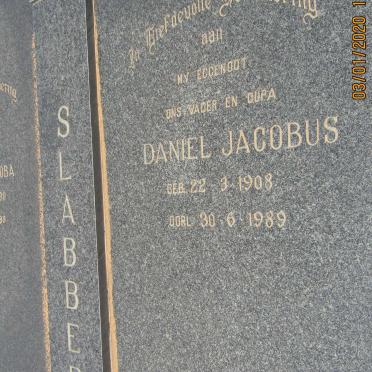 In Liefdevolle Herinnering
aan
MY EGGENOOT
ONS VADER EN OUPA
DANIEL JACOBUS
GEB. 22-3-1908
OORL. 30-6-1989
SLABBE
03/01/2020